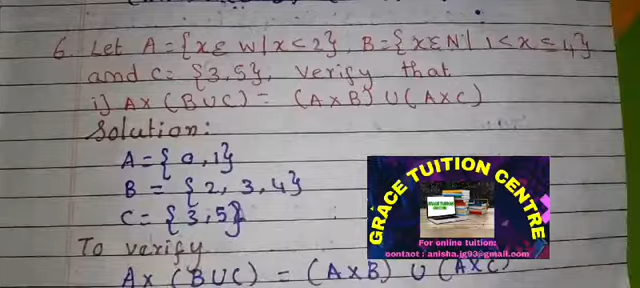 6. Let A = {x ∈ W | x < 2}, B = {x ∈ N | 1 < x ≤ 4}
and C = {3,5}, verify that
i) A × (B ∪ C) = (A × B) ∪ (A × C)
Solution:
A = { 0, 1}
B = { 2, 3, 4}
C = {3, 5}
To verify
A × (B ∪ C) = (A × B) ∪ (A × C)
GRACE TUITION CENTRE
For online tuition:
contact : anisha.jg93@gmail.com